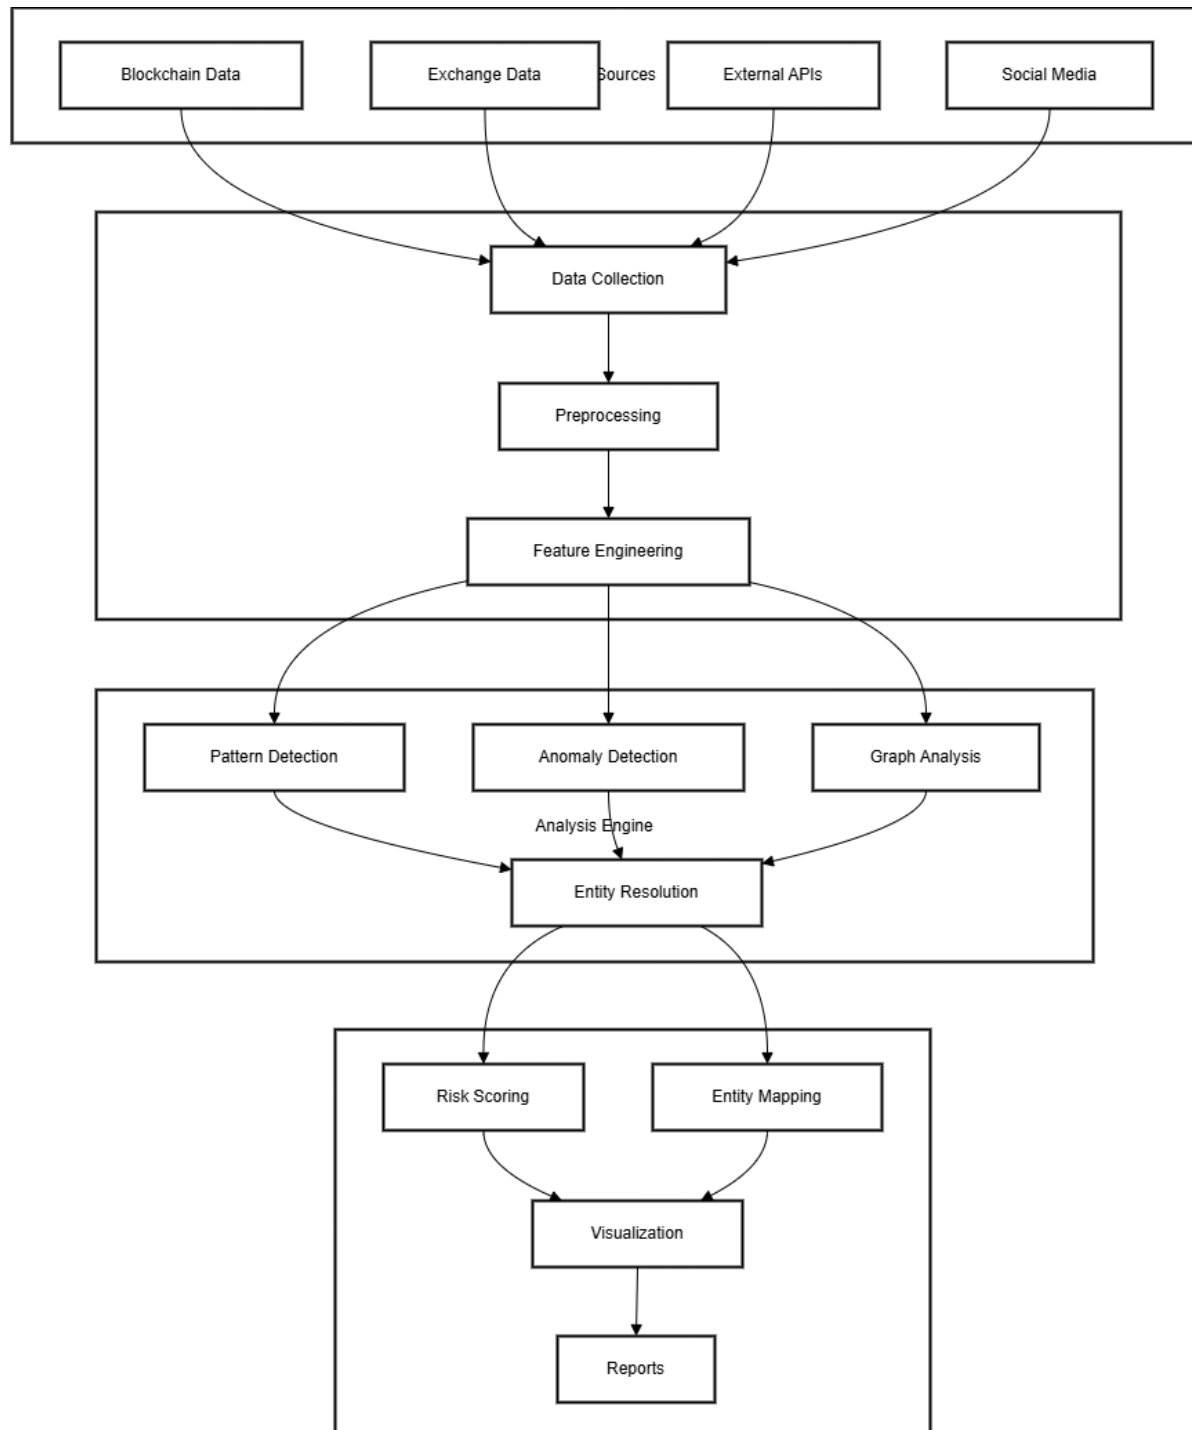 Blockchain Data
Exchange Data
Sources
External APIs
Social Media
Data Collection
Preprocessing
Feature Engineering
Pattern Detection
Anomaly Detection
Graph Analysis
Analysis Engine
Entity Resolution
Risk Scoring
Entity Mapping
Visualization
Reports